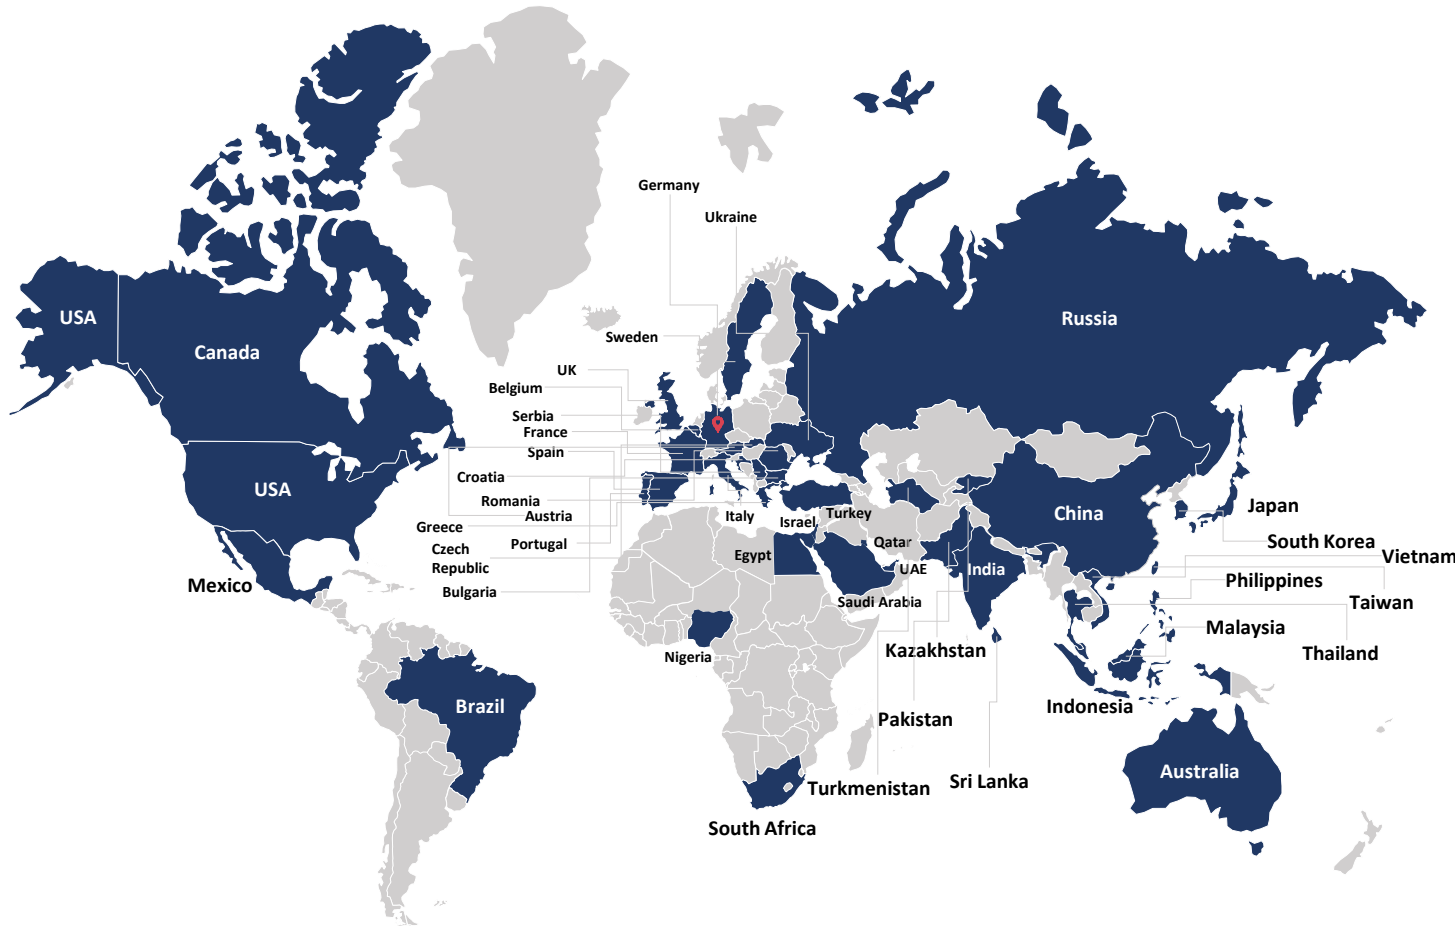 Germany
Ukraine
USA
Canada
Russia
Sweden
UK
Belgium
Serbia
France
Spain
Croatia
USA
Romania
Austria
Greece
Italy
Israel
Turkey
China
Japan
South Korea
Portugal
Czech
Republic
Egypt
Qatar
UAE
India
Vietnam
Philippines
Mexico
Bulgaria
Saudi Arabia
Taiwan
Malaysia
Nigeria
Kazakhstan
Thailand
Brazil
Pakistan
Indonesia
Turkmenistan
Sri Lanka
Australia
South Africa